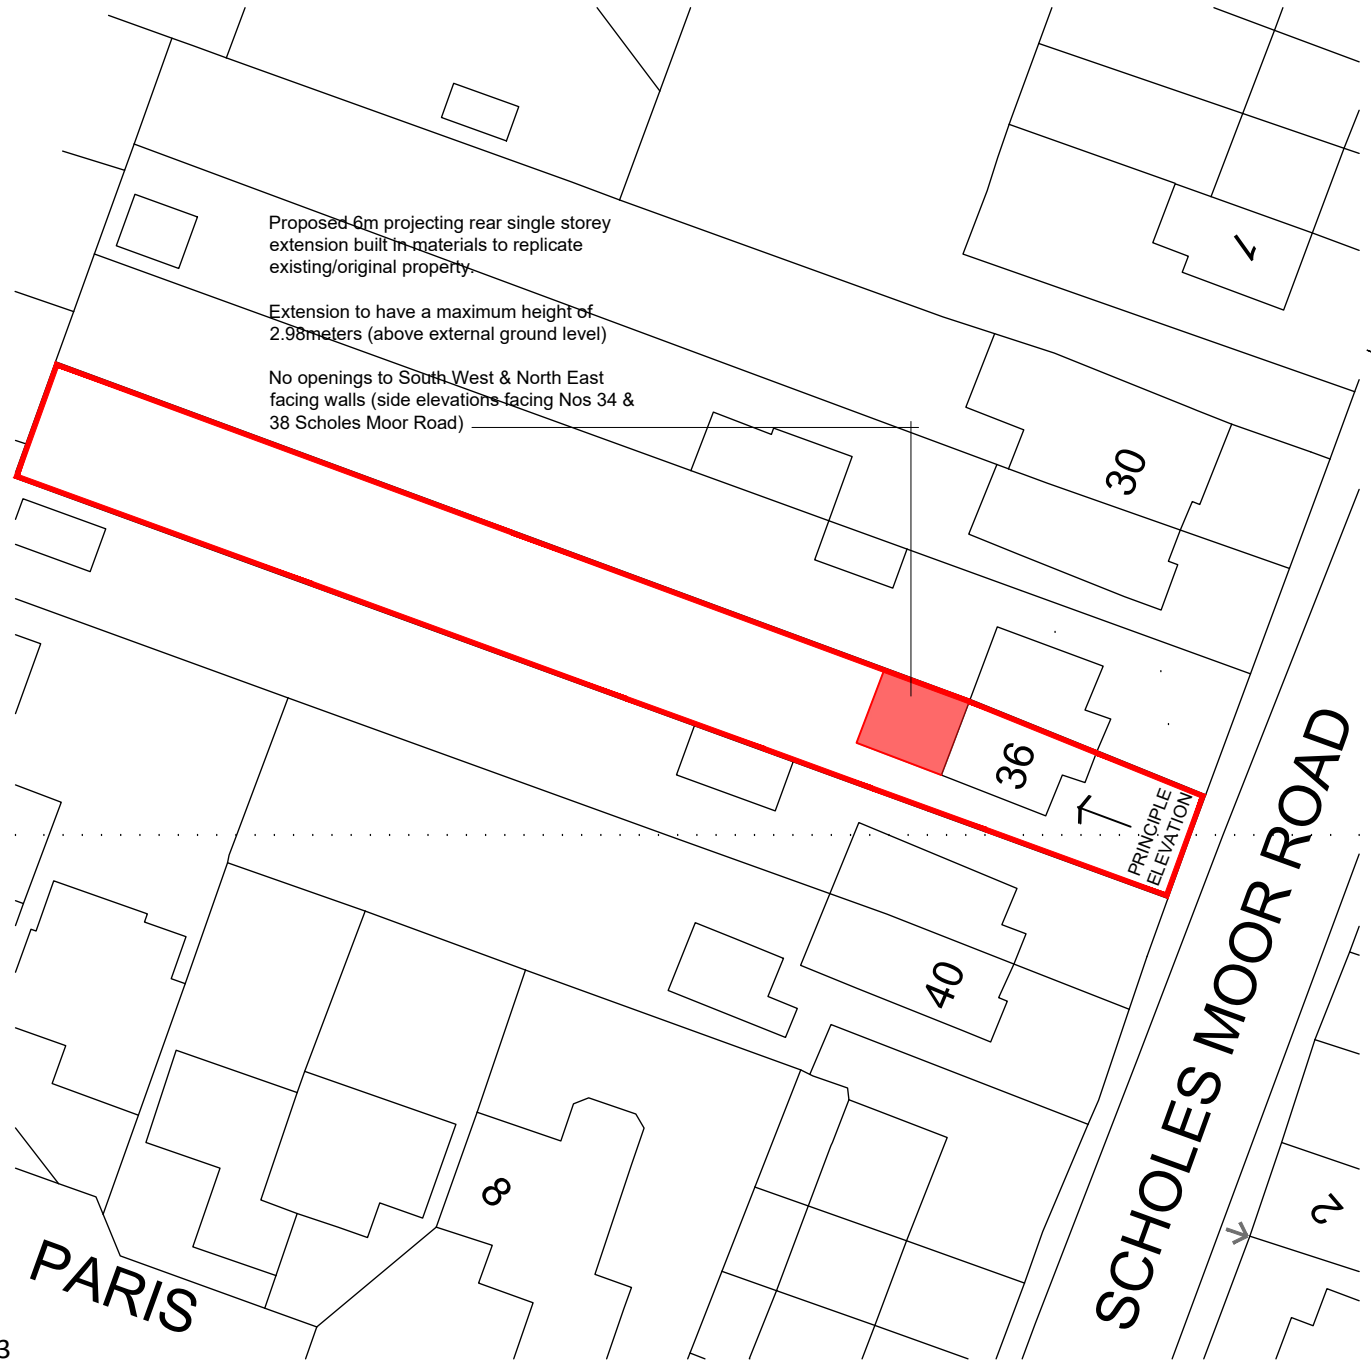 Proposed 6m projecting rear single storey
extension built in materials to replicate
existing/original property.
Extension to have a maximum height of
2.98meters (above external ground level)
No openings to South West & North East
facing walls (side elevations facing Nos 34 &
38 Scholes Moor Road)
7
30
36
PRINCIPLE
ELEVATION
40
SCHOLES MOOR ROAD
8
2
PARIS
3